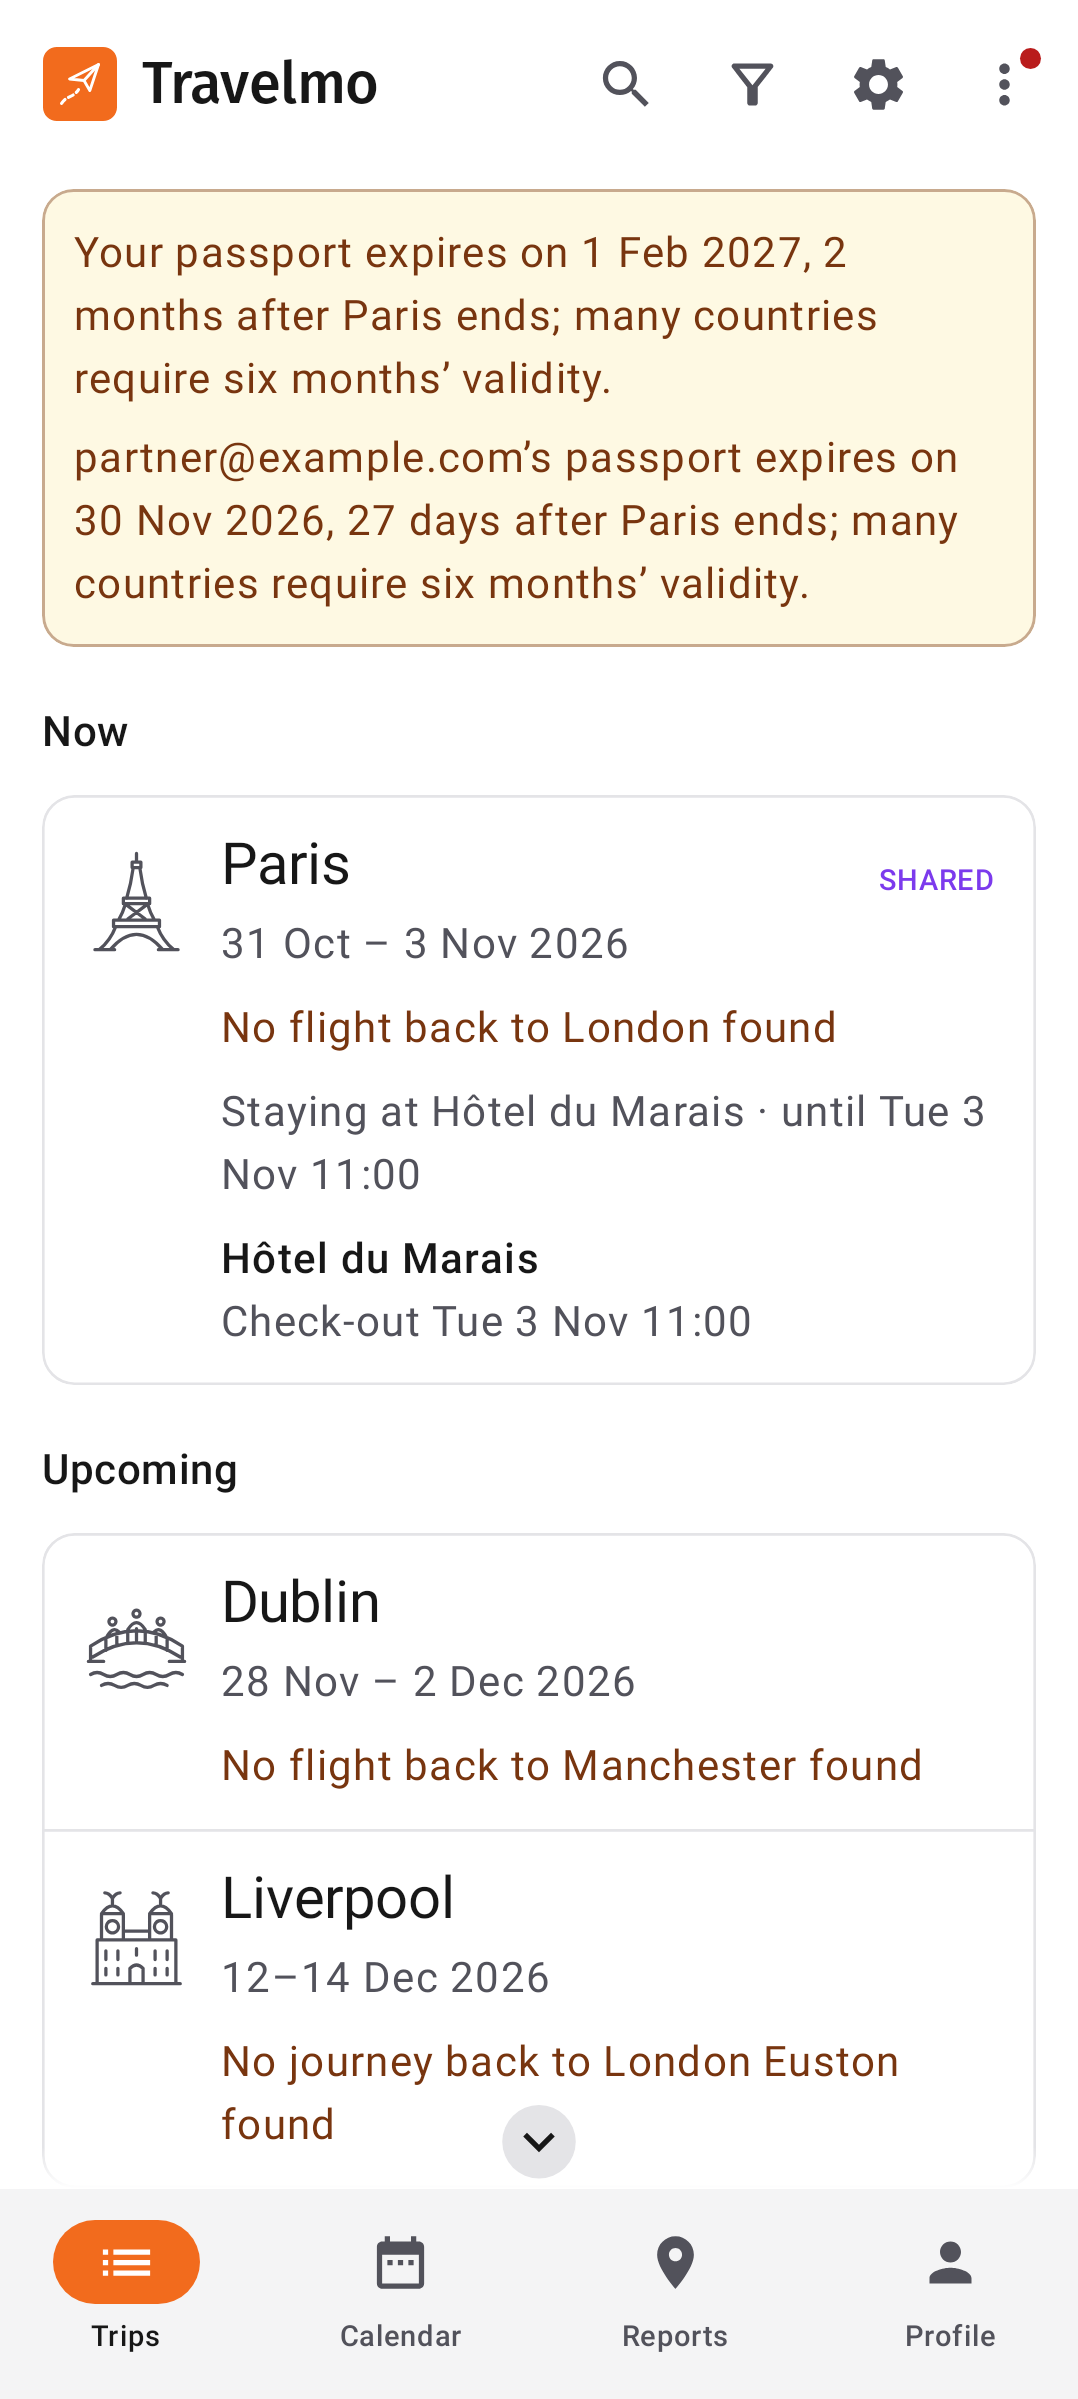 Travelmo
Your passport expires on 1 Feb 2027, 2
months after Paris ends; many countries
require six months’ validity.
partner@example.com’s passport expires on
30 Nov 2026, 27 days after Paris ends; many
countries require six months’ validity.
Now
Paris
SHARED
31 Oct – 3 Nov 2026
No flight back to London found
Staying at Hôtel du Marais · until Tue 3
Nov 11:00
Hôtel du Marais
Check-out Tue 3 Nov 11:00
Upcoming
Dublin
28 Nov – 2 Dec 2026
No flight back to Manchester found
Liverpool
12–14 Dec 2026
No journey back to London Euston
found
Trips
Calendar
Reports
Profile